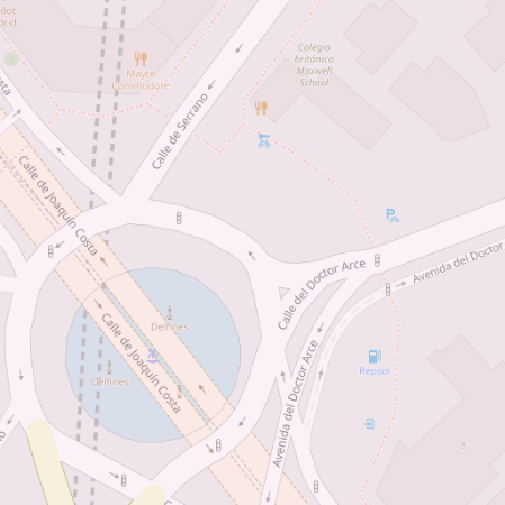 Mayte
Commodore
Colegio
británico
Maxwell
School
Calle de Serrano
Calle de Joaquín Costa
Calle del Doctor Arce
Avenida del Doctor
Delfines
Calle de Joaquín Costa
Delfines
Avenida del Doctor Arce
Repsol
8